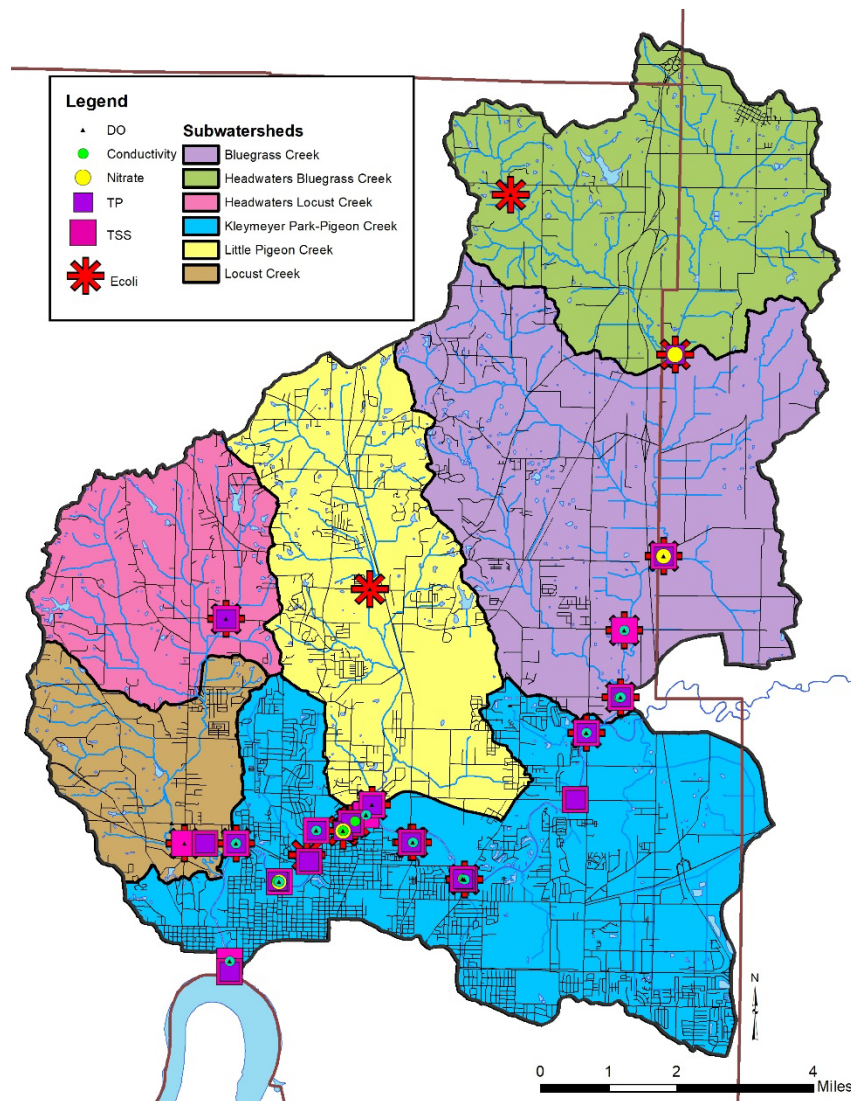 Legend
DO
Conductivity
Nitrate
TP
TSS
Ecoli
Subwatersheds
Bluegrass Creek
Headwaters Bluegrass Creek
Headwaters Locust Creek
Kleymeyer Park-Pigeon Creek
Little Pigeon Creek
Locust Creek
N
0 1 2 4
Miles